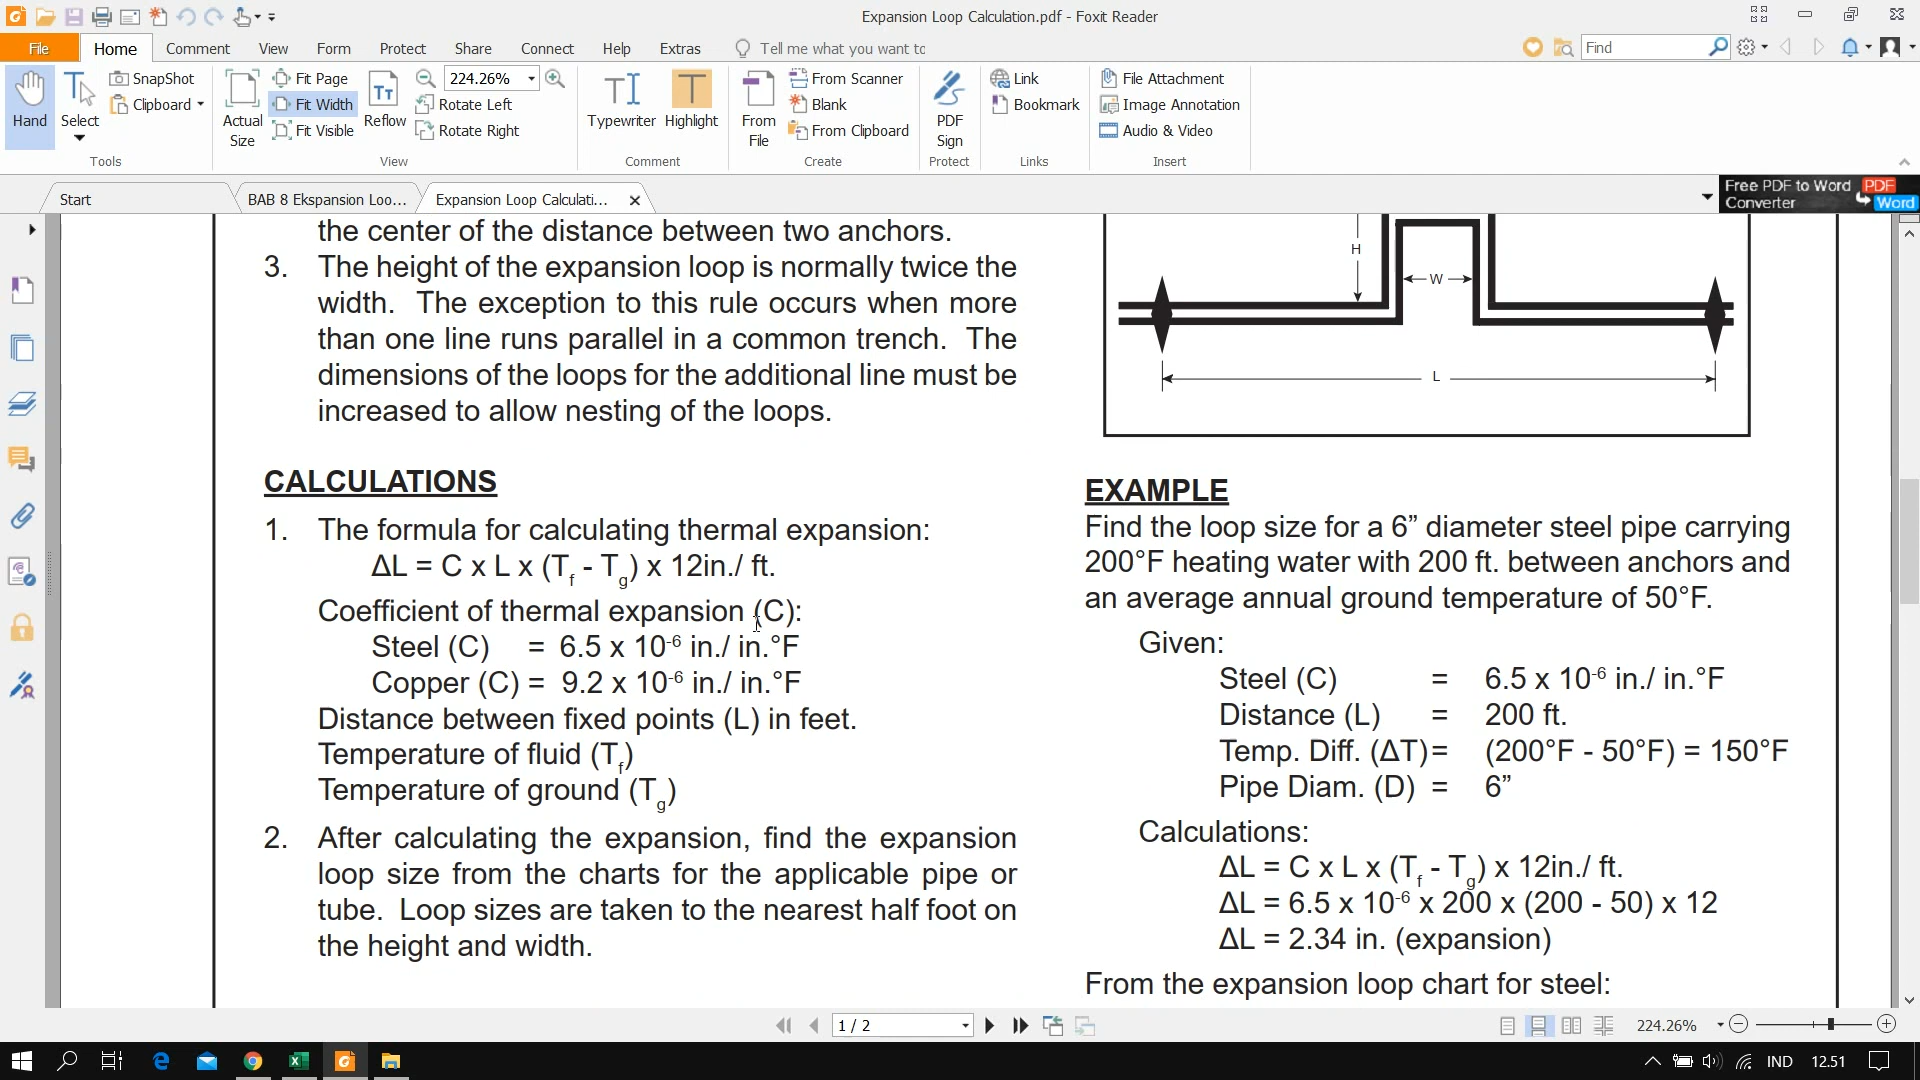 Expansion Loop Calculation.pdf - Foxit Reader
File Home Comment View Form Protect Share Connect Help Extras Tell me what you want to Find
Hand
Select
SnapShot
Clipboard
Tools
Actual Size
Fit Page
Fit Width
Fit Visible
Reflow
224.26%
Rotate Left
Rotate Right
View
Typewriter
Highlight
Comment
From File
From Scanner
Blank
From Clipboard
Create
PDF Sign
Protect
Link
Bookmark
Links
File Attachment
Image Annotation
Audio & Video
Insert
Start
BAB 8 Ekspansion Loo...
Expansion Loop Calculati...
Free PDF to Word
Converter
PDF
Word
the center of the distance between two anchors.
3. The height of the expansion loop is normally twice the
width. The exception to this rule occurs when more
than one line runs parallel in a common trench. The
dimensions of the loops for the additional line must be
increased to allow nesting of the loops.
CALCULATIONS
1. The formula for calculating thermal expansion:
ΔL = C x L x (Tf - Tg) x 12in./ ft.
Coefficient of thermal expansion (C):
Steel (C) = 6.5 x 10⁻⁶ in./ in.°F
Copper (C) = 9.2 x 10⁻⁶ in./ in.°F
Distance between fixed points (L) in feet.
Temperature of fluid (Tf)
Temperature of ground (Tg)
2. After calculating the expansion, find the expansion
loop size from the charts for the applicable pipe or
tube. Loop sizes are taken to the nearest half foot on
the height and width.
H
W
L
EXAMPLE
Find the loop size for a 6” diameter steel pipe carrying
200°F heating water with 200 ft. between anchors and
an average annual ground temperature of 50°F.
Given:
Steel (C) = 6.5 x 10⁻⁶ in./ in.°F
Distance (L) = 200 ft.
Temp. Diff. (ΔT)= (200°F - 50°F) = 150°F
Pipe Diam. (D) = 6”
Calculations:
ΔL = C x L x (Tf - Tg) x 12in./ ft.
ΔL = 6.5 x 10⁻⁶ x 200 x (200 - 50) x 12
ΔL = 2.34 in. (expansion)
From the expansion loop chart for steel:
1 / 2
224.26%
IND 12.51